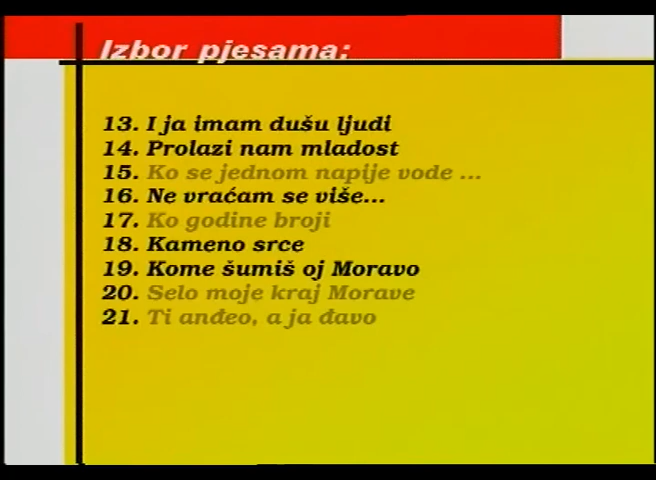 Izbor pjesama:
13. I ja imam dušu ljudi
14. Prolazi nam mladost
15. Ko se jednom napije vode ...
16. Ne vraćam se više...
17. Ko godine broji
18. Kameno srce
19. Kome šumiš oj Moravo
20. Selo moje kraj Morave
21. Ti anđeo, a ja đavo